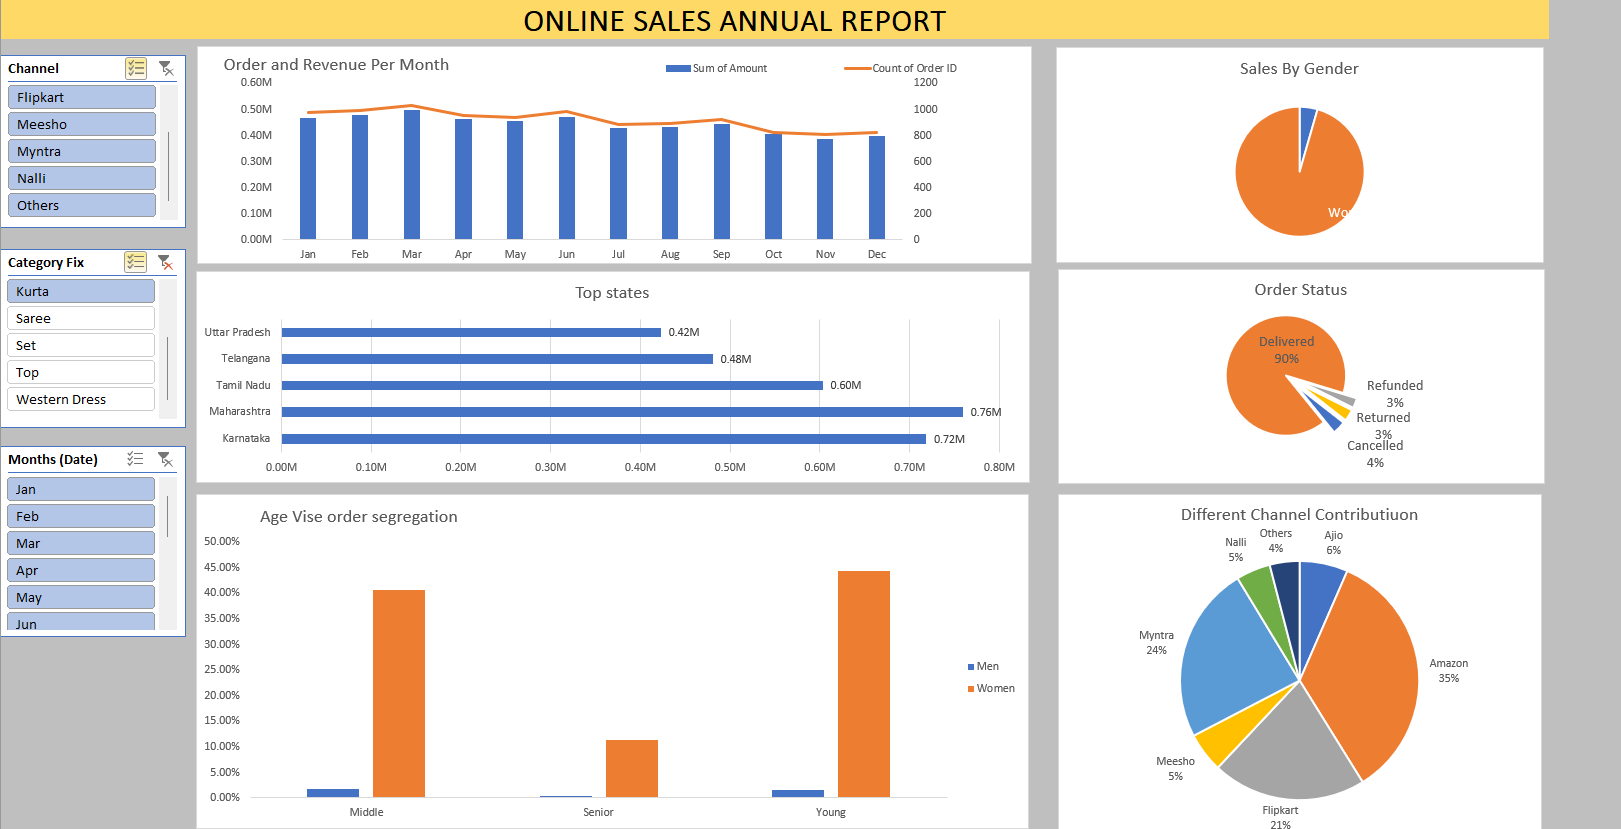 ONLINE SALES ANNUAL REPORT
Channel
Flipkart
Meesho
Myntra
Nalli
Others
Category Fix
Kurta
Saree
Set
Top
Western Dress
Months (Date)
Jan
Feb
Mar
Apr
May
Jun
Order and Revenue Per Month
Sum of Amount
Count of Order ID
0.60M
0.50M
0.40M
0.30M
0.20M
0.10M
0.00M
1200
1000
800
600
400
200
0
Jan Feb Mar Apr May Jun Jul Aug Sep Oct Nov Dec
Top states
Uttar Pradesh 0.42M
Telangana 0.48M
Tamil Nadu 0.60M
Maharashtra 0.76M
Karnataka 0.72M
0.00M 0.10M 0.20M 0.30M 0.40M 0.50M 0.60M 0.70M 0.80M
Age Vise order segregation
50.00%
45.00%
40.00%
35.00%
30.00%
25.00%
20.00%
15.00%
10.00%
5.00%
0.00%
Middle Senior Young
Men
Women
Sales By Gender
Order Status
Delivered
90%
Refunded
3%
Returned
3%
Cancelled
4%
Different Channel Contributiuon
Ajio
6%
Amazon
35%
Flipkart
21%
Meesho
5%
Myntra
24%
Nalli
5%
Others
4%